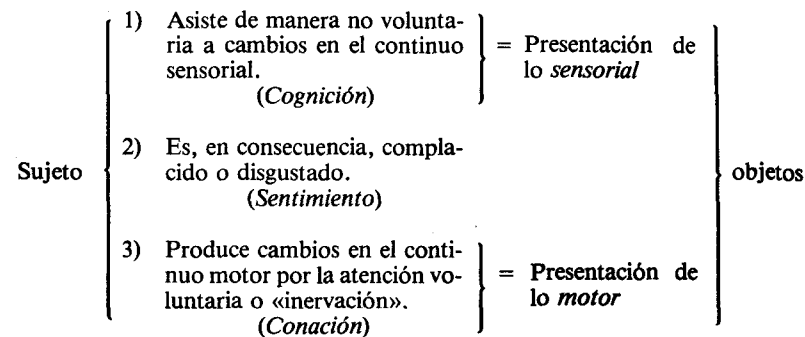 1) Asiste de manera no volunta-
ria a cambios en el continuo
sensorial.
(Cognición)
= Presentación de
lo sensorial
Sujeto
2) Es, en consecuencia, compla-
cido o disgustado.
(Sentimiento)
objetos
3) Produce cambios en el conti-
nuo motor por la atención vo-
luntaria o «inervación».
(Conación)
= Presentación de
lo motor